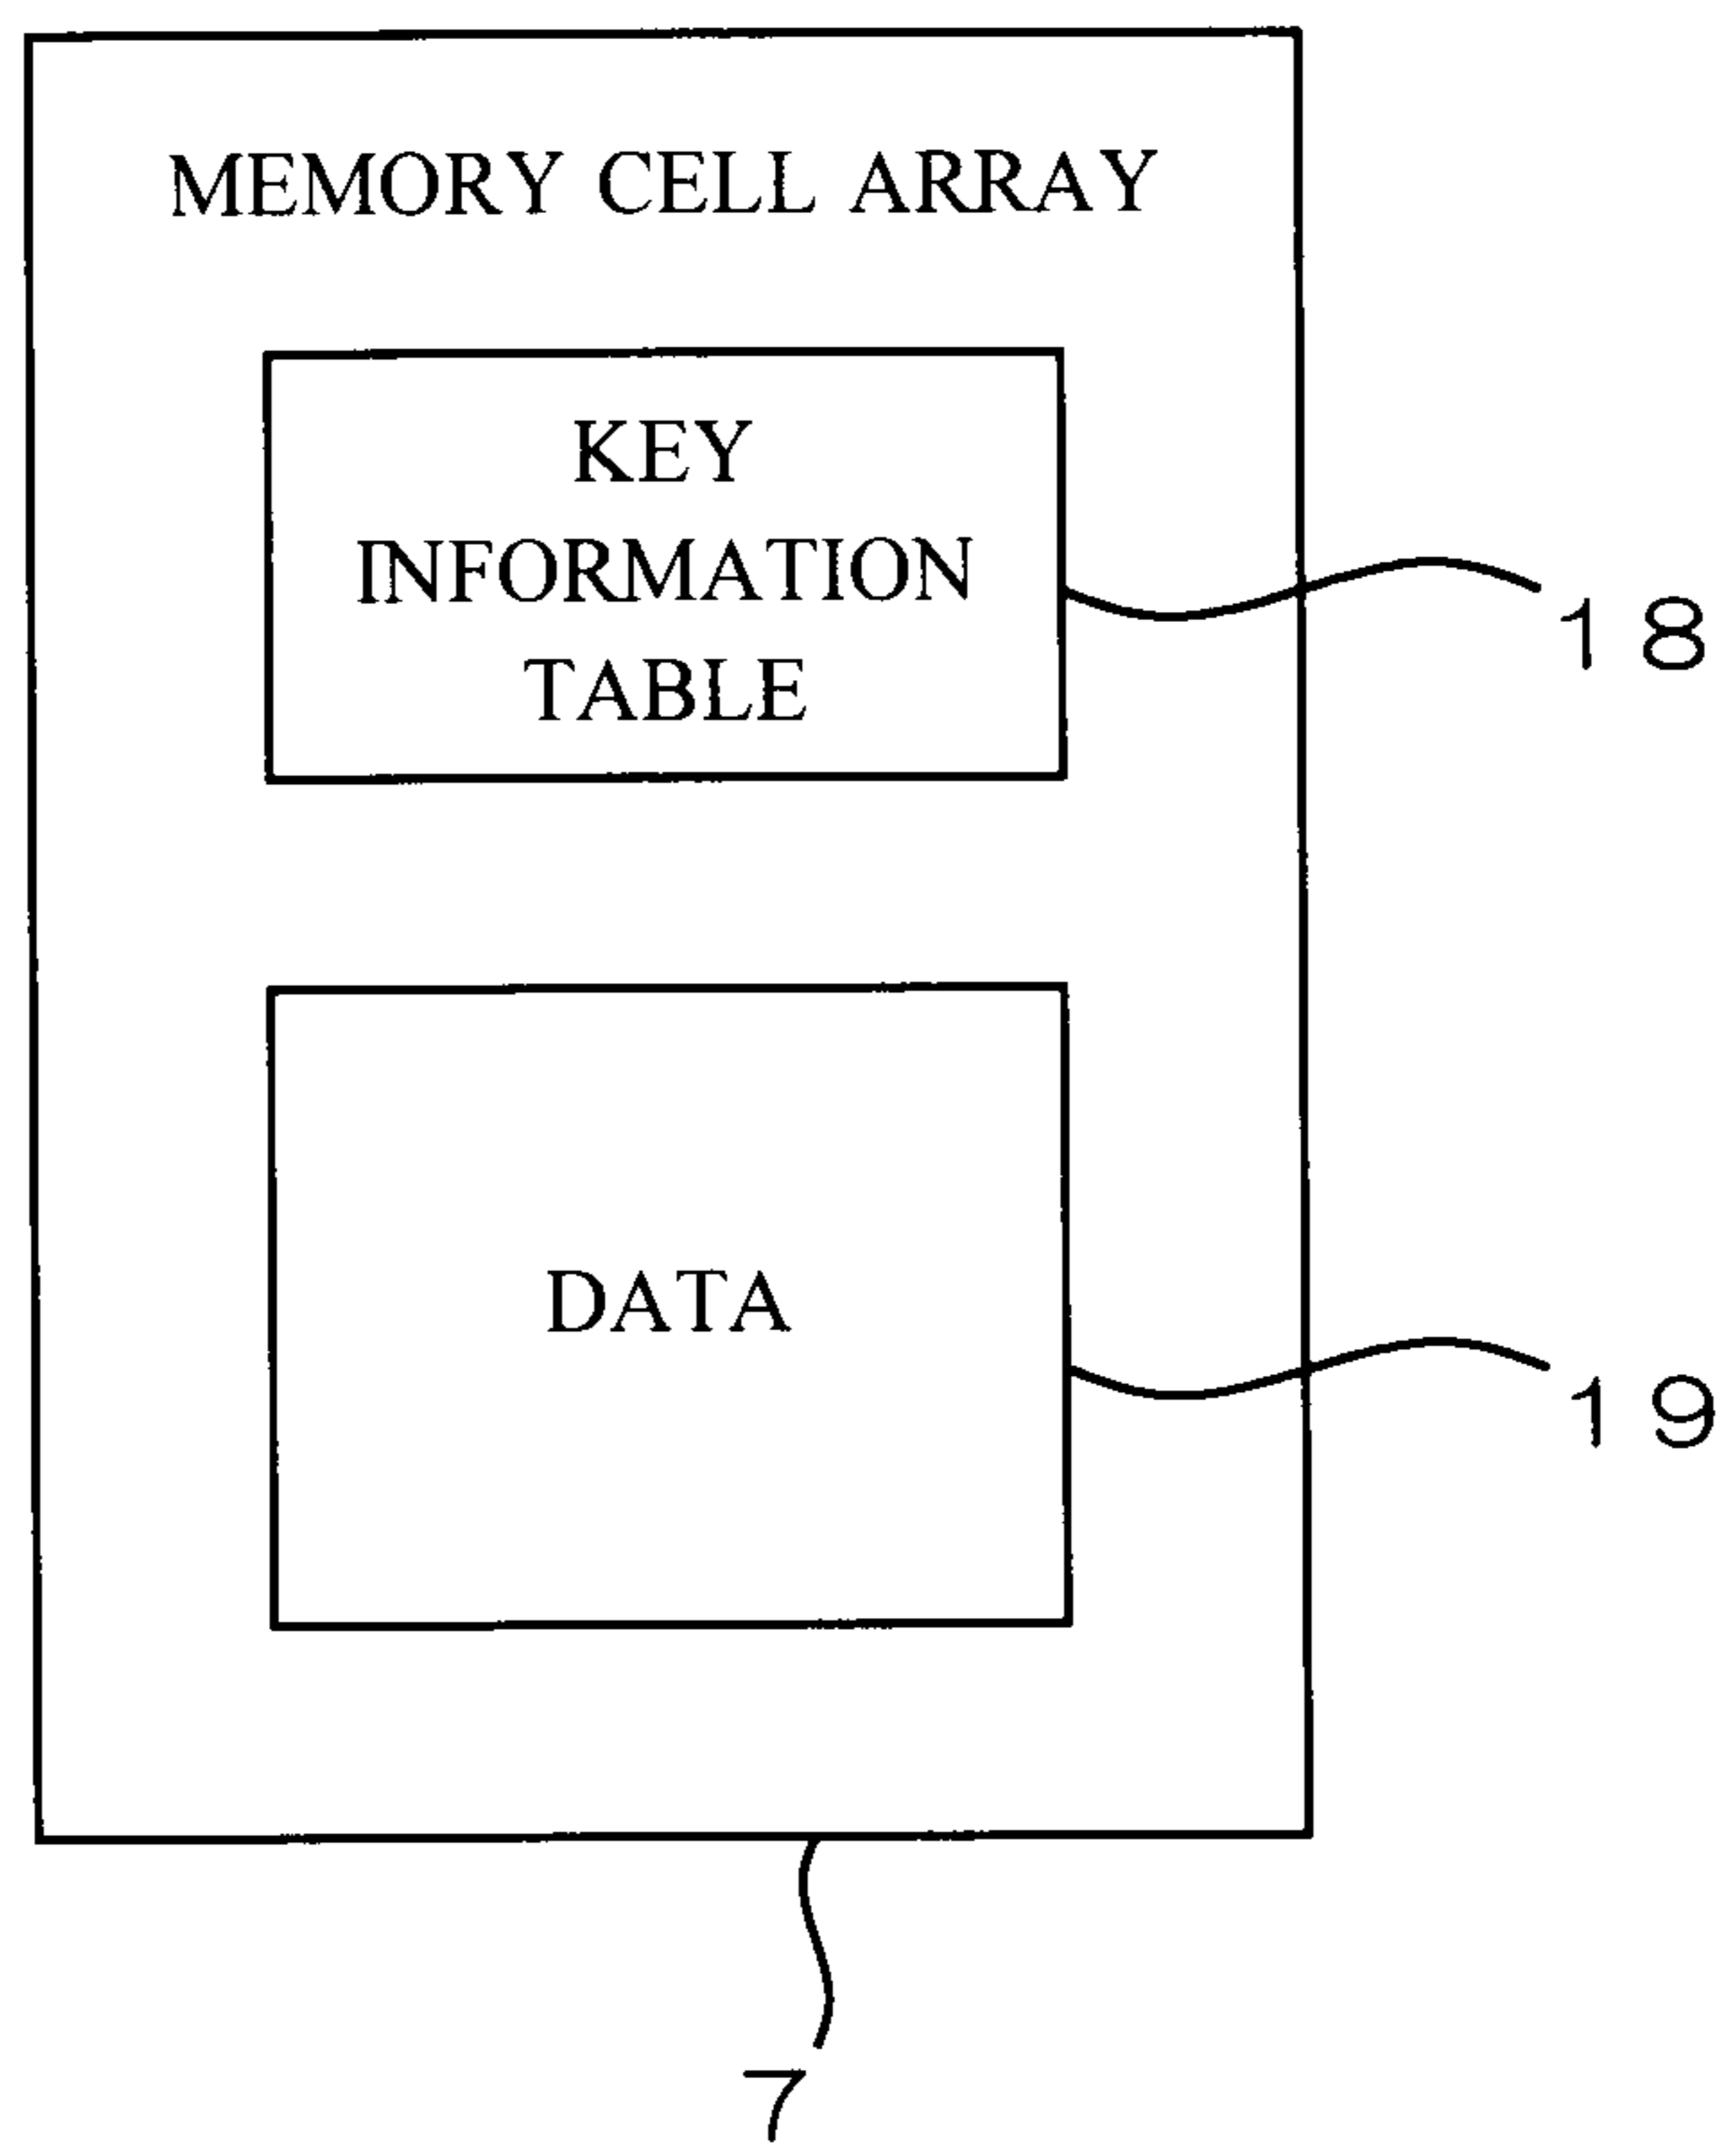 MEMORY CELL ARRAY
KEY
INFORMATION
TABLE
18
DATA
19
7